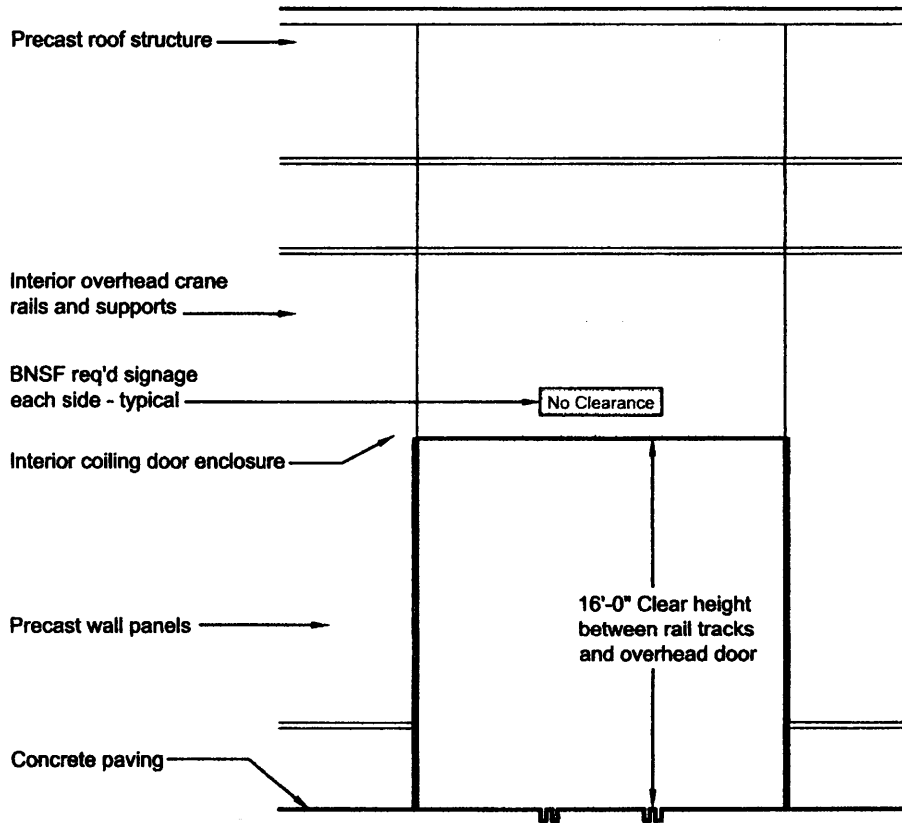 Precast roof structure
Interior overhead crane
rails and supports
BNSF req'd signage
each side - typical
No Clearance
Interior coiling door enclosure
16'-0" Clear height
between rail tracks
and overhead door
Precast wall panels
Concrete paving